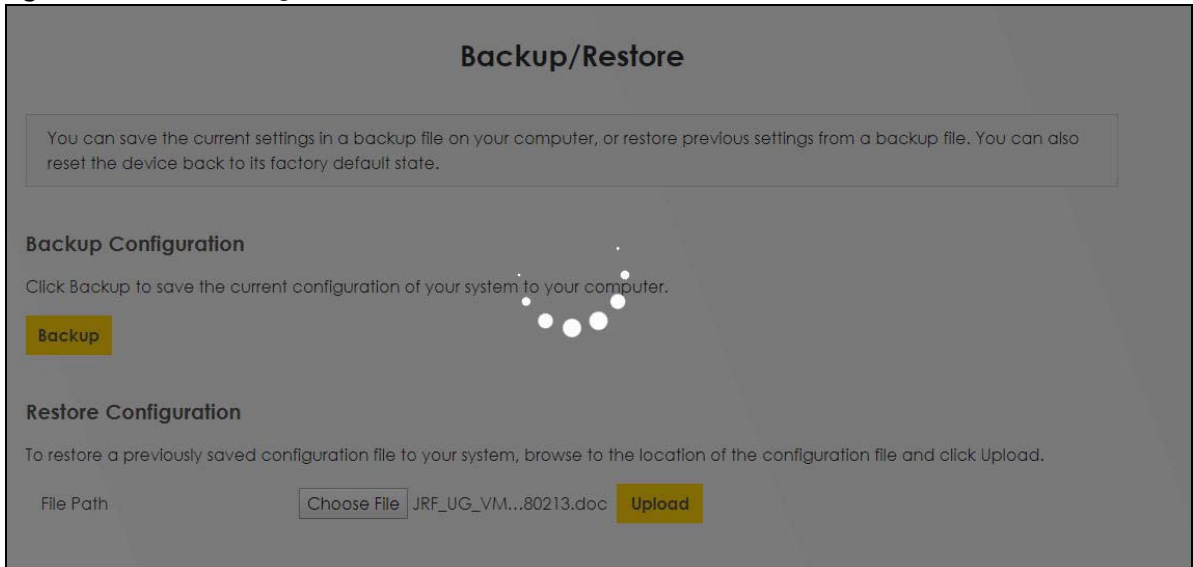 Backup/Restore
You can save the current settings in a backup file on your computer, or restore previous settings from a backup file. You can also
reset the device back to its factory default state.
Backup Configuration
Click Backup to save the current configuration of your system to your computer.
Backup
Restore Configuration
To restore a previously saved configuration file to your system, browse to the location of the configuration file and click Upload.
File Path Choose File JRF_UG_VM...80213.doc Upload